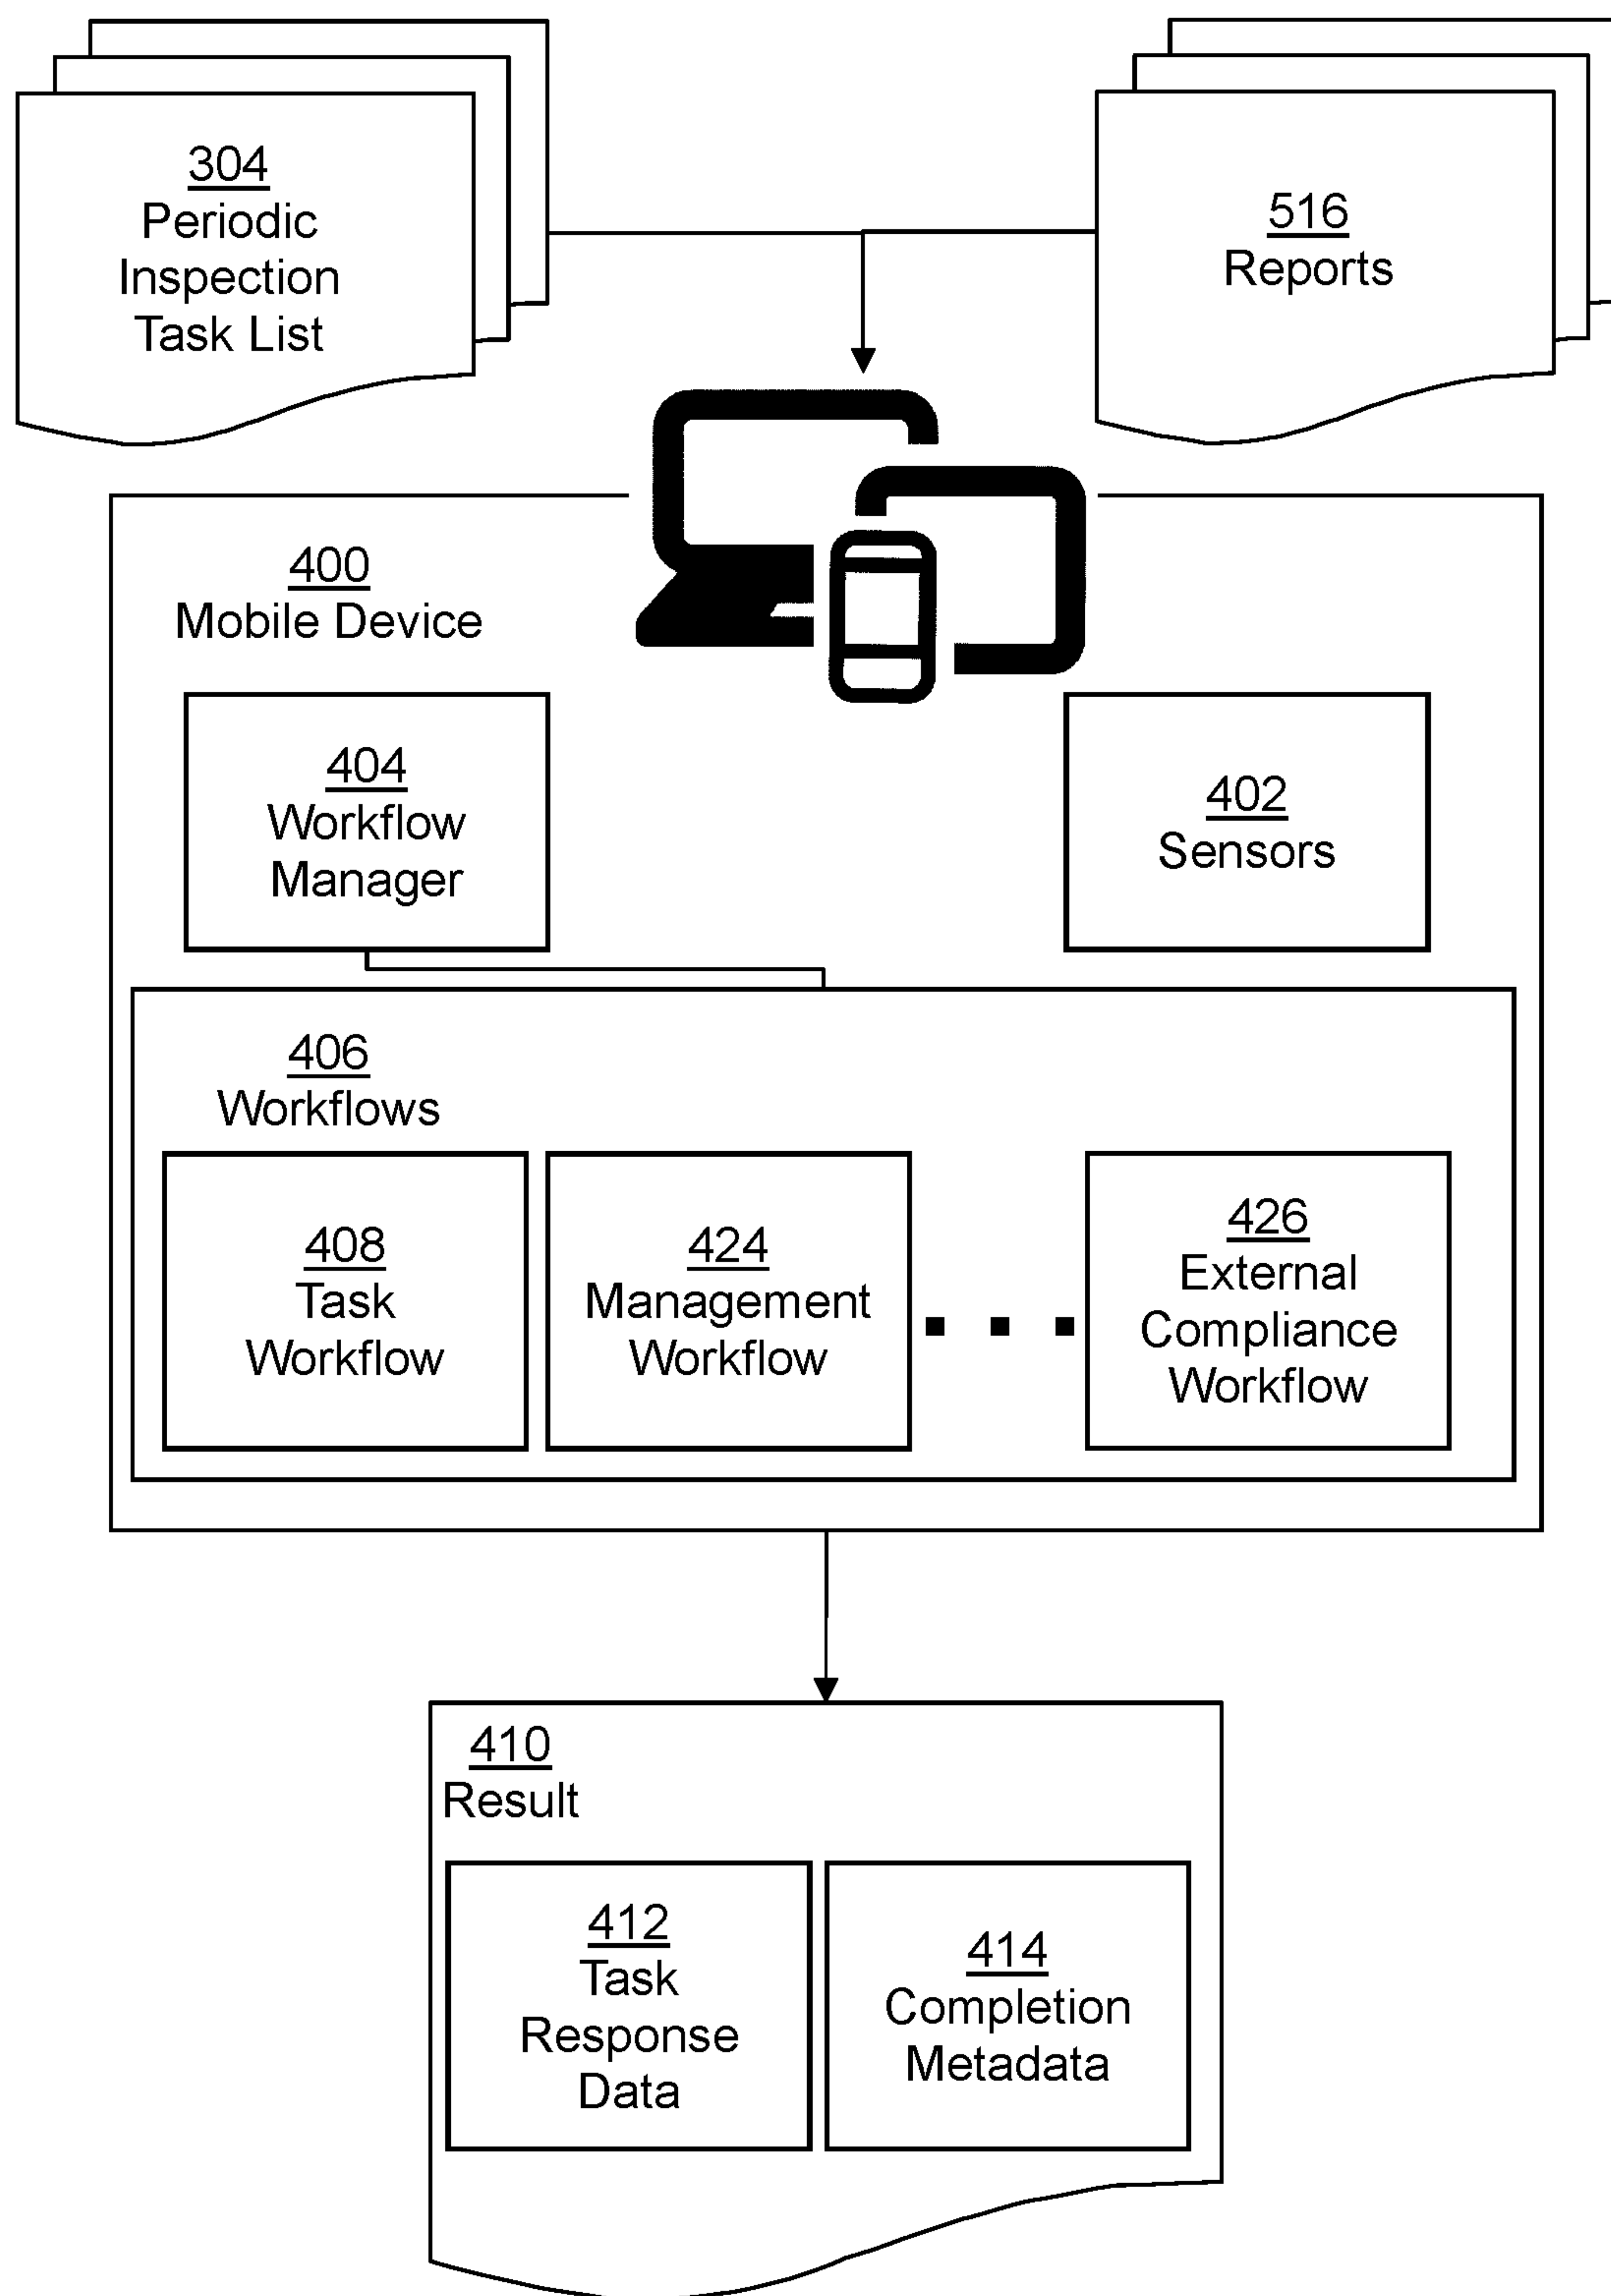 304
Periodic
Inspection
Task List
516
Reports
400
Mobile Device
404
Workflow
Manager
402
Sensors
406
Workflows
408
Task
Workflow
424
Management
Workflow
426
External
Compliance
Workflow
410
Result
412
Task
Response
Data
414
Completion
Metadata